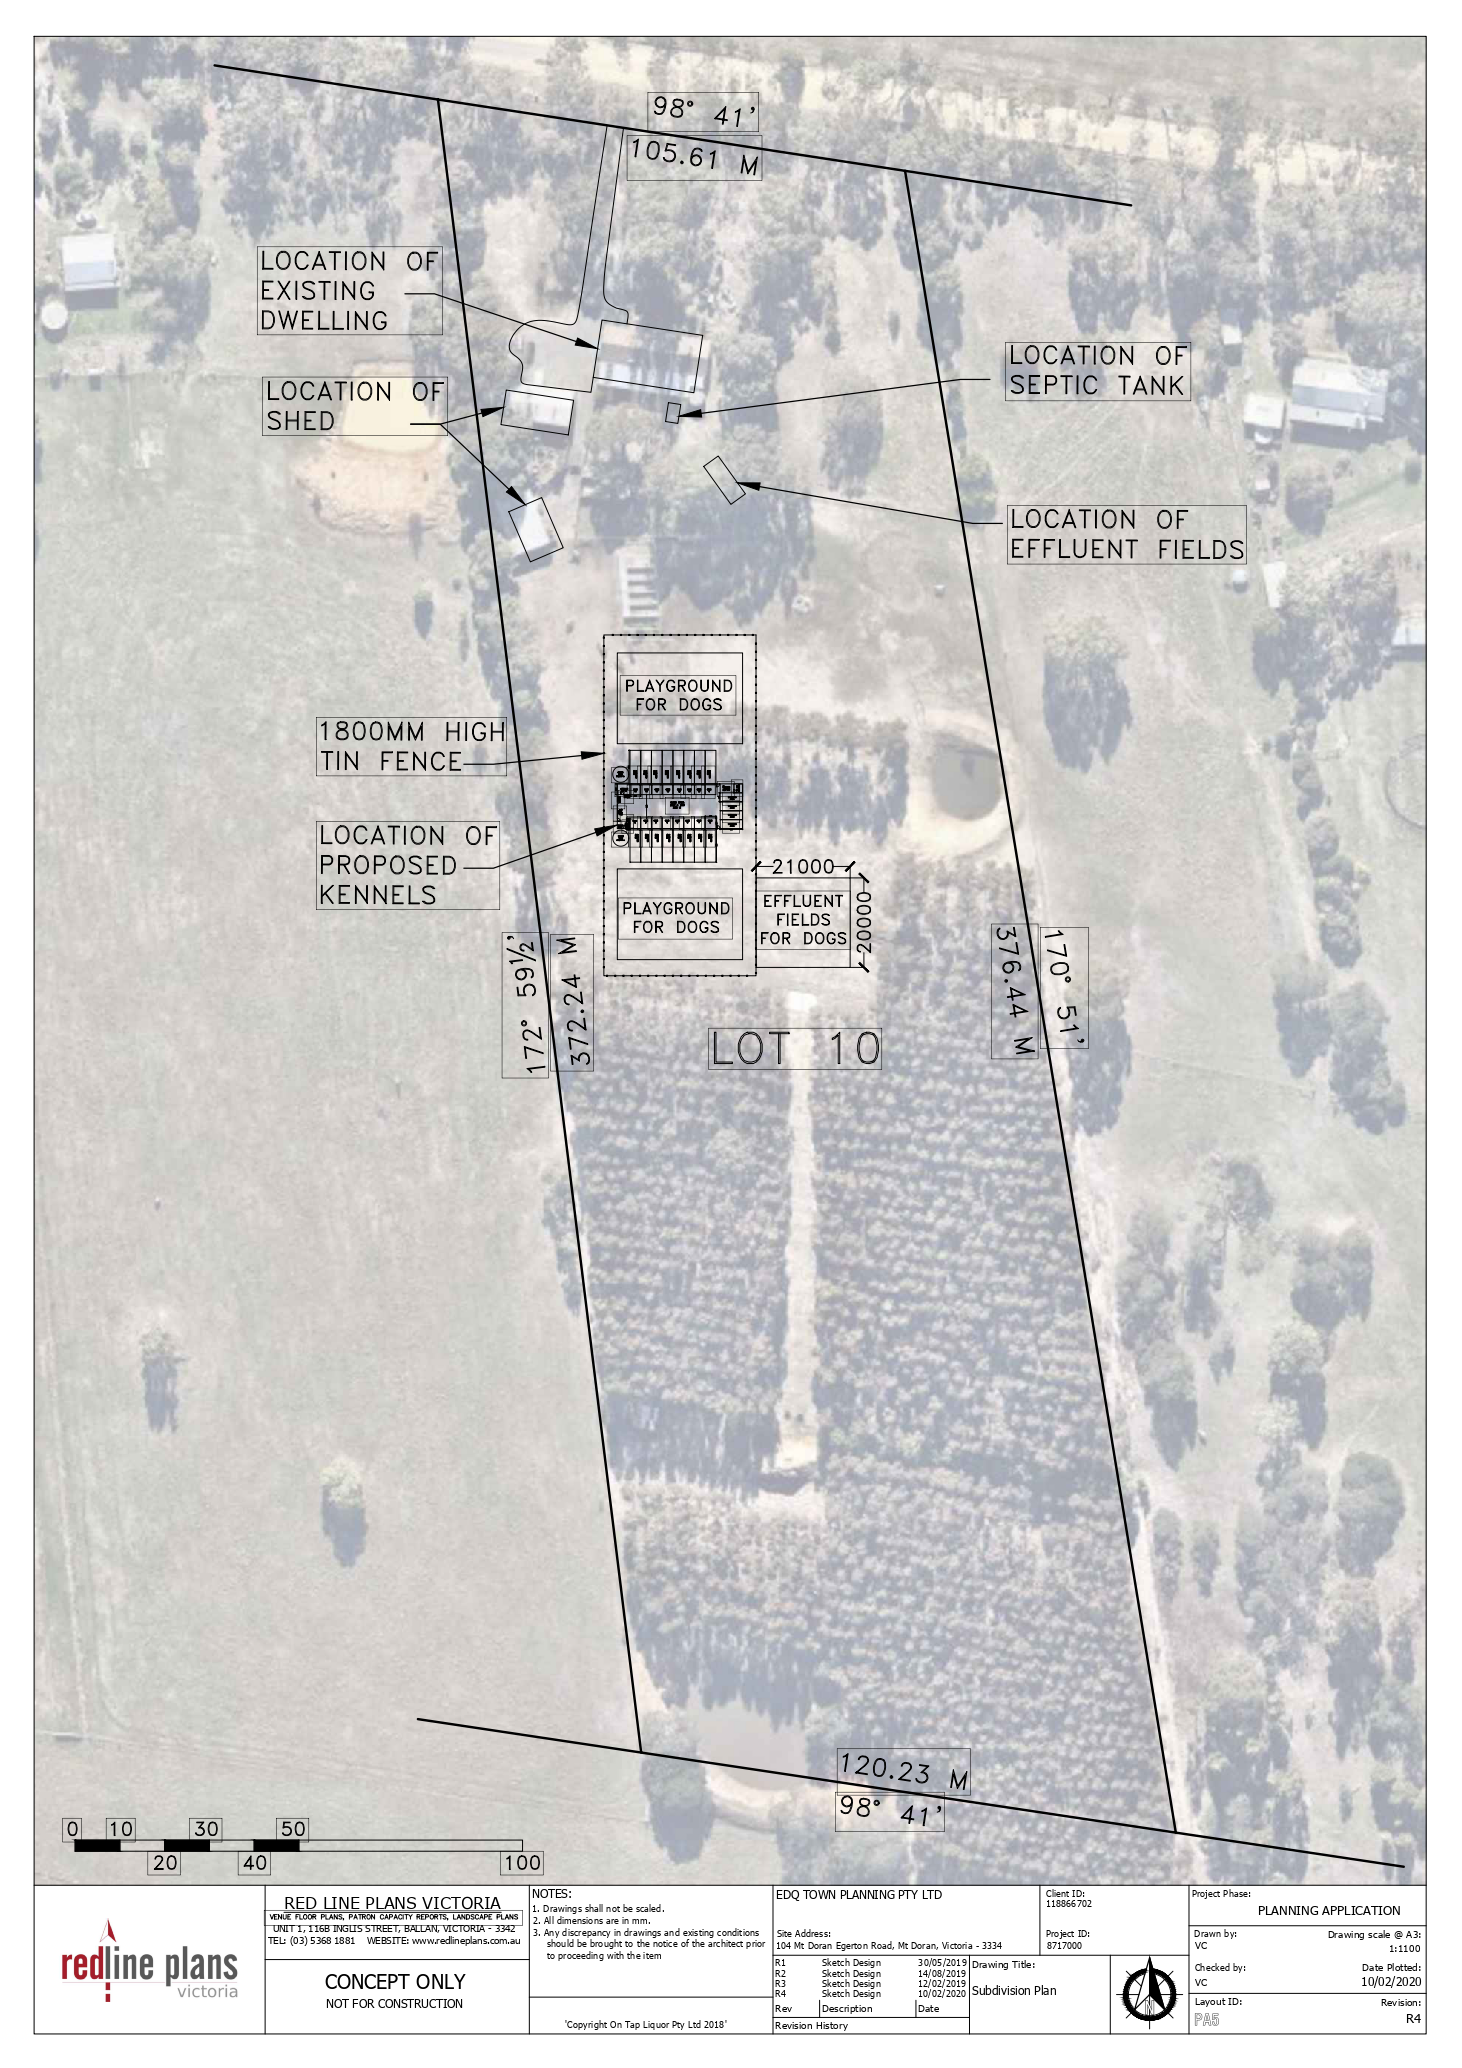 98° 41'
105.61 M
LOCATION OF
EXISTING
DWELLING
LOCATION OF
SHED
LOCATION OF
SEPTIC TANK
LOCATION OF
EFFLUENT FIELDS
PLAYGROUND
FOR DOGS
1800MM HIGH
TIN FENCE
LOCATION OF
PROPOSED
KENNELS
21000
EFFLUENT
FIELDS
FOR DOGS
20000
PLAYGROUND
FOR DOGS
172° 59½'
372.24 M
376.44 M
170° 51'
LOT 10
120.23 M
98° 41'
0 10 30 50
20 40 100
redline plans
victoria
RED LINE PLANS VICTORIA
VENUE FLOOR PLANS, PATRON CAPACITY REPORTS, LANDSCAPE PLANS
UNIT 1, 116B INGLIS STREET, BALLAN, VICTORIA - 3342
TEL: (03) 5368 1881 WEBSITE: www.redlineplans.com.au
CONCEPT ONLY
NOT FOR CONSTRUCTION
NOTES:
1. Drawings shall not be scaled.
2. All dimensions are in mm.
3. Any discrepancy in drawings and existing conditions
should be brought to the notice of the architect prior
to proceeding with the item
'Copyright On Tap Liquor Pty Ltd 2018'
EDQ TOWN PLANNING PTY LTD
Site Address:
104 Mt Doran Egerton Road, Mt Doran, Victoria - 3334
Client ID:
118866702
Project ID:
8717000
R1 Sketch Design 30/05/2019
R2 Sketch Design 14/08/2019
R3 Sketch Design 12/02/2019
R4 Sketch Design 10/02/2020
Rev Description Date
Revision History
Drawing Title:
Subdivision Plan
N
Project Phase:
PLANNING APPLICATION
Drawn by:
VC
Drawing scale @ A3:
1:1100
Checked by:
VC
Date Plotted:
10/02/2020
Layout ID:
PA5
Revision:
R4